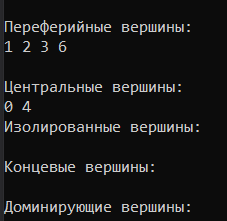 Переферийные вершины:
1 2 3 6
Центральные вершины:
0 4
Изолированные вершины:
Концевые вершины:
Доминирующие вершины: